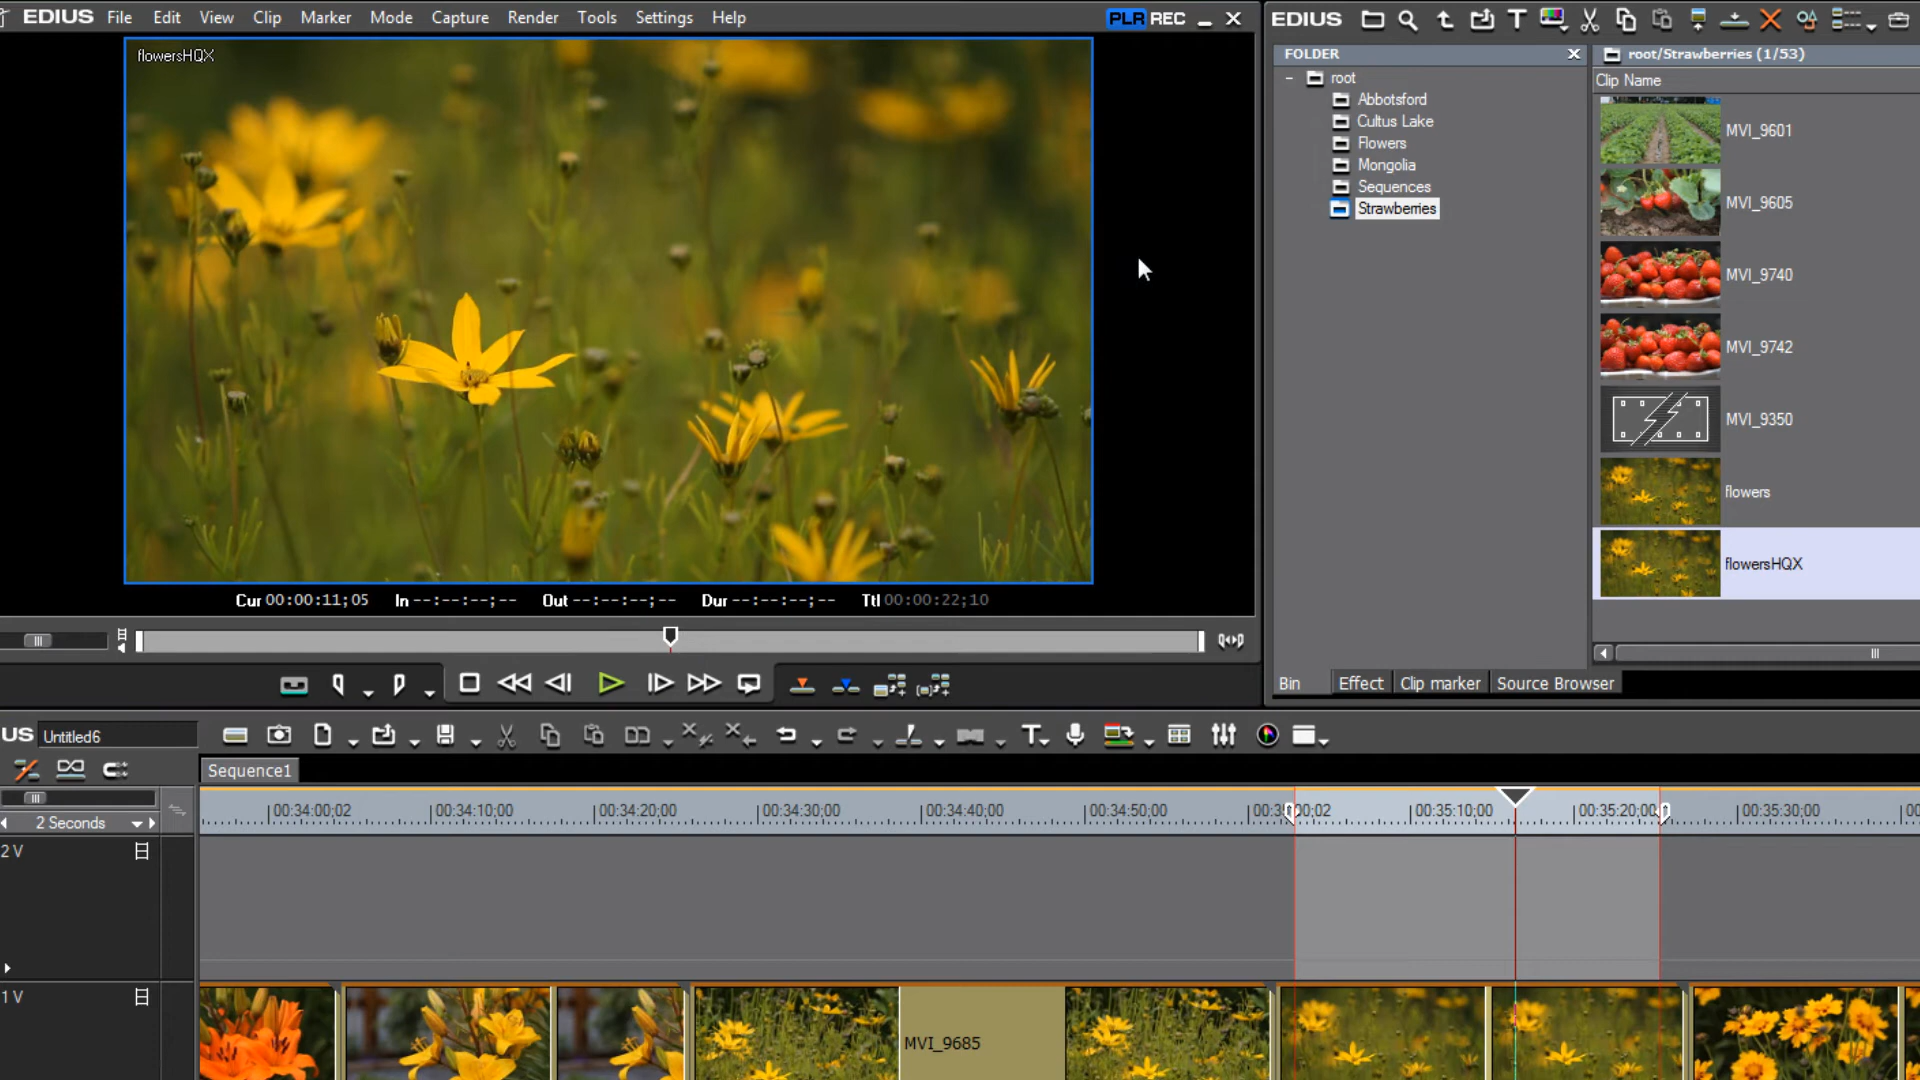 EDIUS File Edit View Clip Marker Mode Capture Render Tools Settings Help PLR REC
flowersHQX
Cur 00:00:11;05 In --:--:--;-- Out --:--:--;-- Dur --:--:--;-- Ttl 00:00:22;10
EDIUS
FOLDER
root
Abbotsford
Cultus Lake
Flowers
Mongolia
Sequences
Strawberries
root/Strawberries (1/53)
Clip Name
MVI_9601
MVI_9605
MVI_9740
MVI_9742
MVI_9350
flowers
flowersHQX
Bin Effect Clip marker Source Browser
US Untitled6
Sequence1
2 Seconds
00:34:00;02 00:34:10;00 00:34:20;00 00:34:30;00 00:34:40;00 00:34:50;00 00:35:10;00 00:35:20;00 00:35:30;00
2 V
1 V
MVI_9685